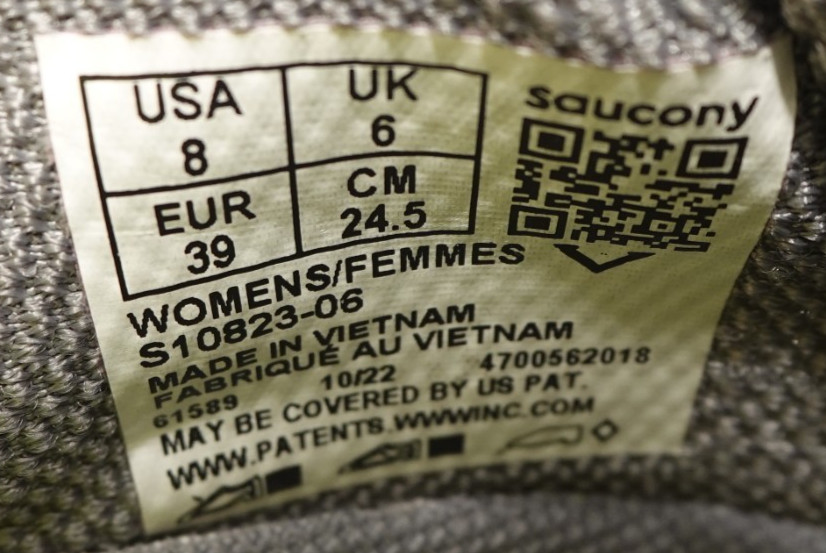 USA 8 UK 6
EUR 39 CM 24.5
saucony
WOMENS/FEMMES
S10823-06
MADE IN VIETNAM
FABRIQUÉ AU VIETNAM
61589 10/22 4700562018
MAY BE COVERED BY US PAT.
WWW.PATENTS.WWWINC.COM